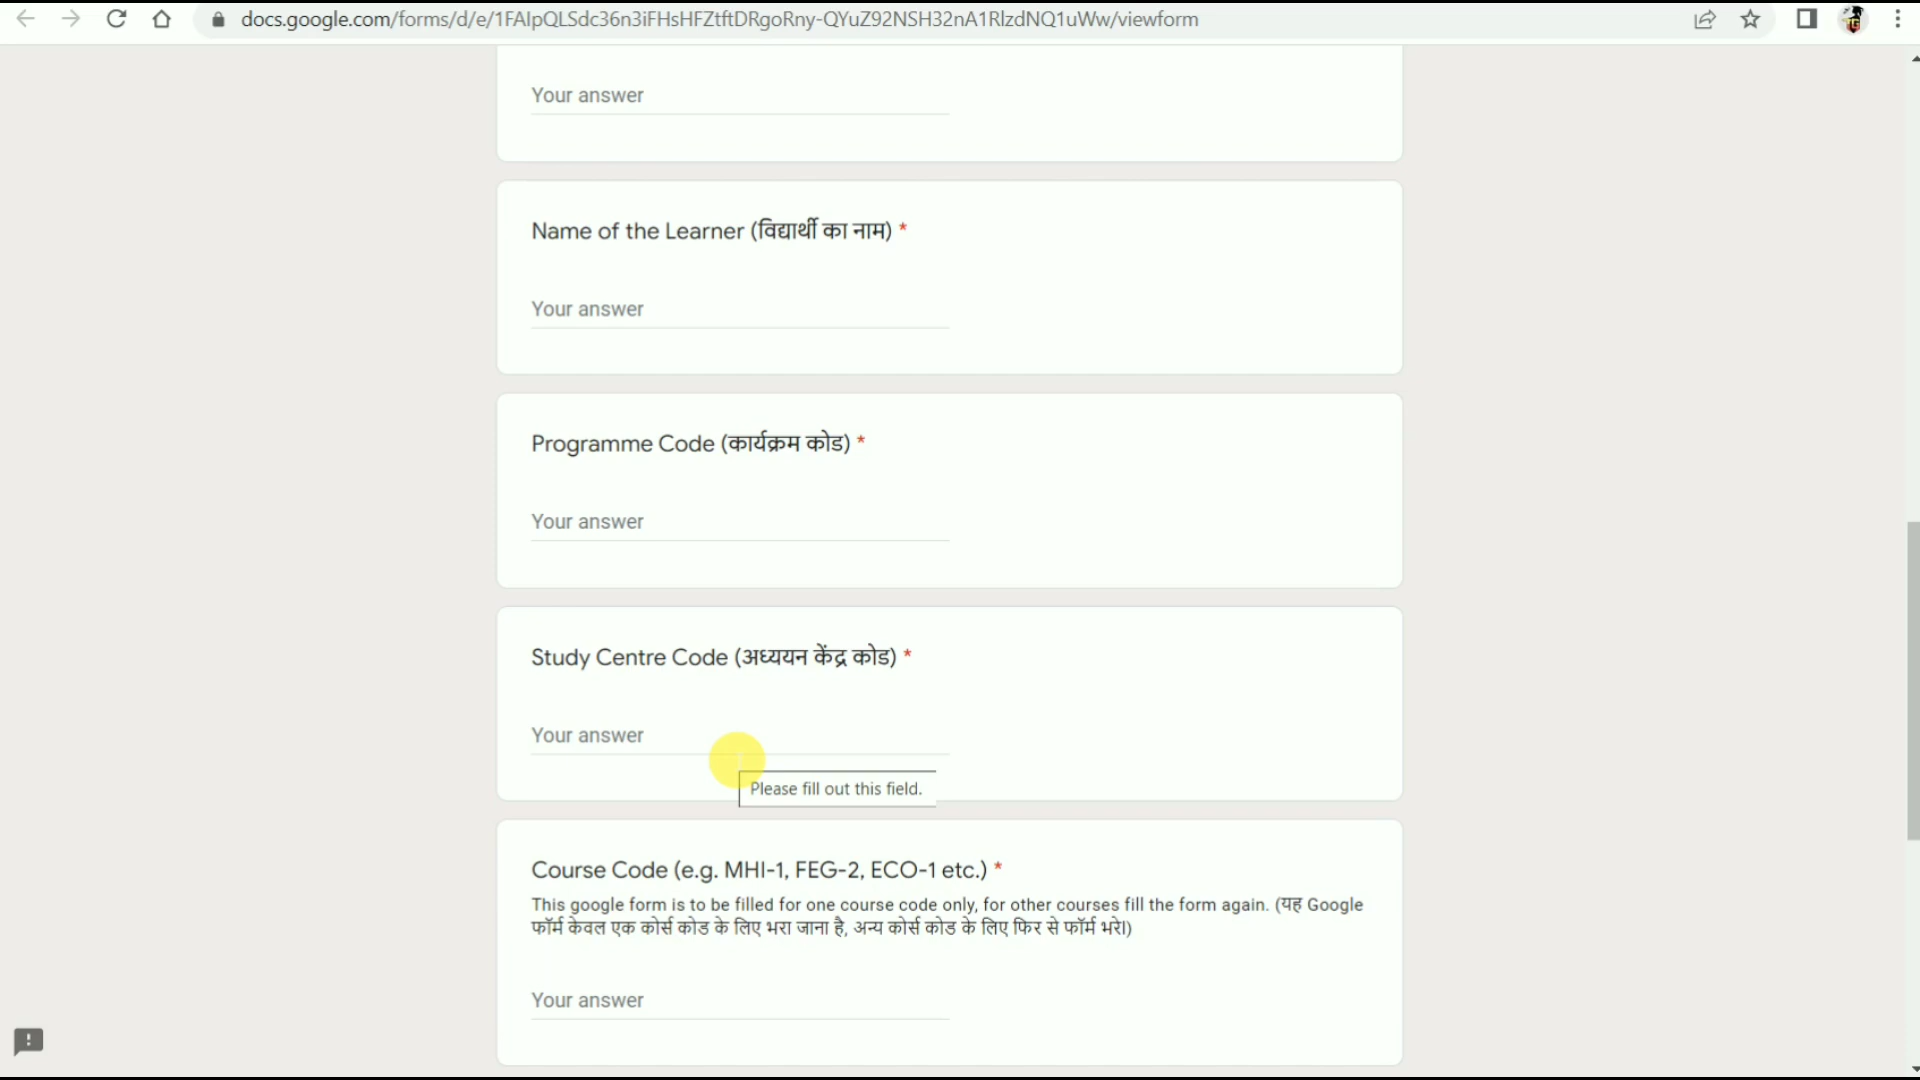 docs.google.com/forms/d/e/1FAIpQLSdc36n3iFHsHFZtftDRgoRny-QYuZ92NSH32nA1RlzdNQ1uWw/viewform
Your answer
Name of the Learner (विद्यार्थी का नाम) *
Your answer
Programme Code (कार्यक्रम कोड) *
Your answer
Study Centre Code (अध्ययन केंद्र कोड) *
Your answer
Please fill out this field.
Course Code (e.g. MHI-1, FEG-2, ECO-1 etc.) *
This google form is to be filled for one course code only, for other courses fill the form again. (यह Google
फॉर्म केवल एक कोर्स कोड के लिए भरा जाना है, अन्य कोर्स कोड के लिए फिर से फॉर्म भरे।)
Your answer